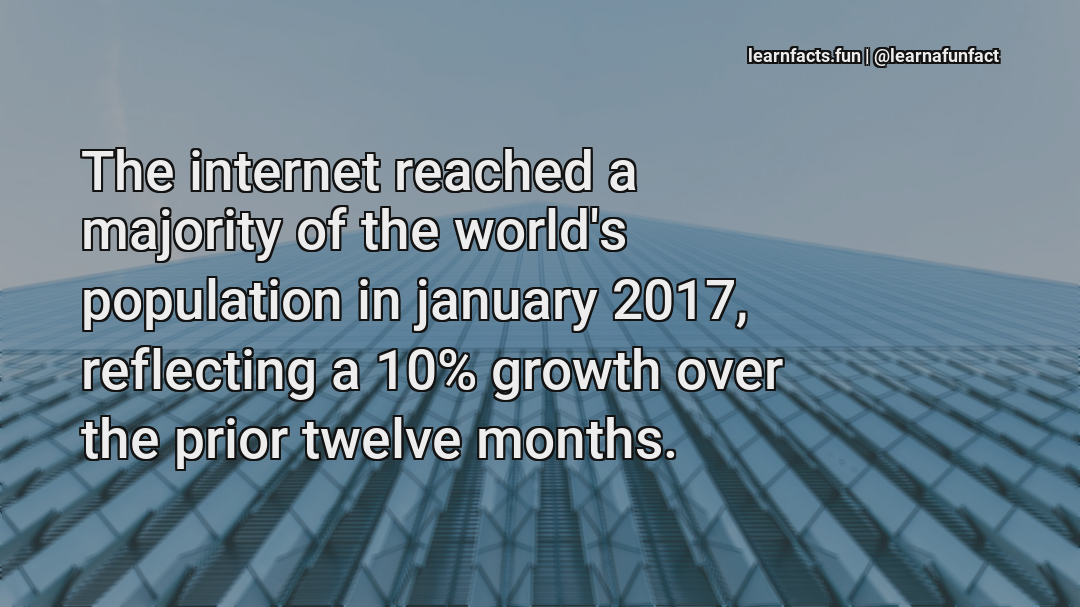 learnfacts.fun | @learnafunfact
The internet reached a
majority of the world's
population in january 2017,
reflecting a 10% growth over
the prior twelve months.